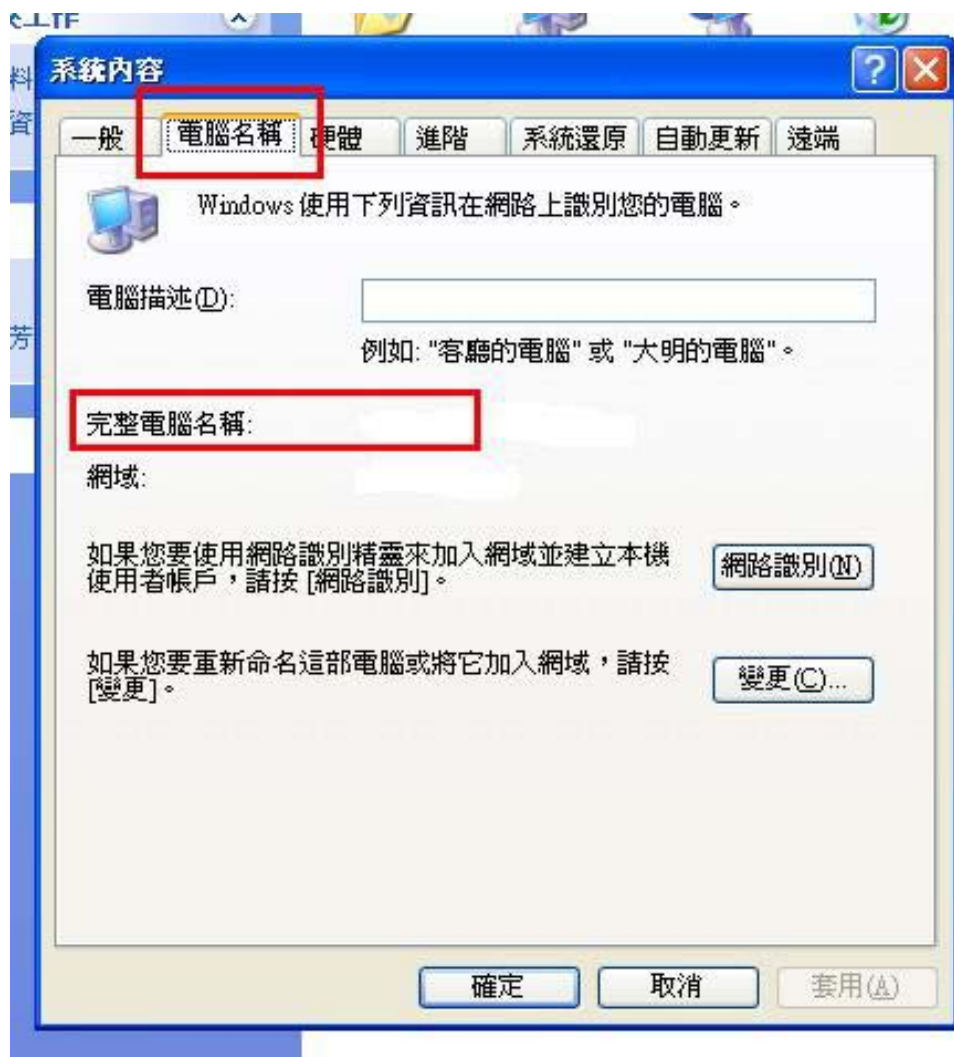 工作
料
資
芳
系統內容
一般 電腦名稱 硬體 進階 系統還原 自動更新 遠端
Windows 使用下列資訊在網路上識別您的電腦。
電腦描述(D):
例如: "客廳的電腦" 或 "大明的電腦"。
完整電腦名稱:
網域:
如果您要使用網路識別精靈來加入網域並建立本機
使用者帳戶，請按 [網路識別]。
網路識別(N)
如果您要重新命名這部電腦或將它加入網域，請按
[變更]。
變更(C)...
確定 取消 套用(A)